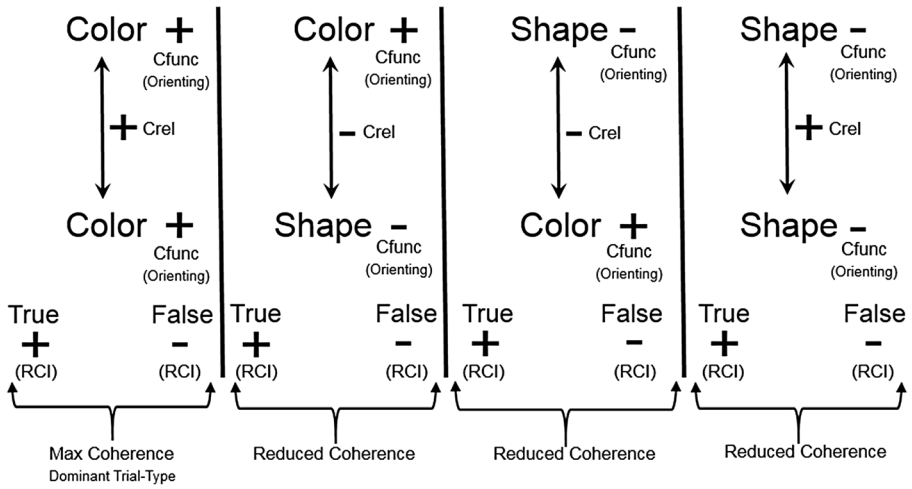 Color +
Cfunc
(Orienting)
+ Crel
Color +
Cfunc
(Orienting)
True
+
(RCI)
False
-
(RCI)
Max Coherence
Dominant Trial-Type
Color +
Cfunc
(Orienting)
- Crel
Shape -
Cfunc
(Orienting)
True
+
(RCI)
False
-
(RCI)
Reduced Coherence
Shape -
Cfunc
(Orienting)
- Crel
Color +
Cfunc
(Orienting)
True
+
(RCI)
False
-
(RCI)
Reduced Coherence
Shape -
Cfunc
(Orienting)
+ Crel
Shape -
Cfunc
(Orienting)
True
+
(RCI)
False
-
(RCI)
Reduced Coherence